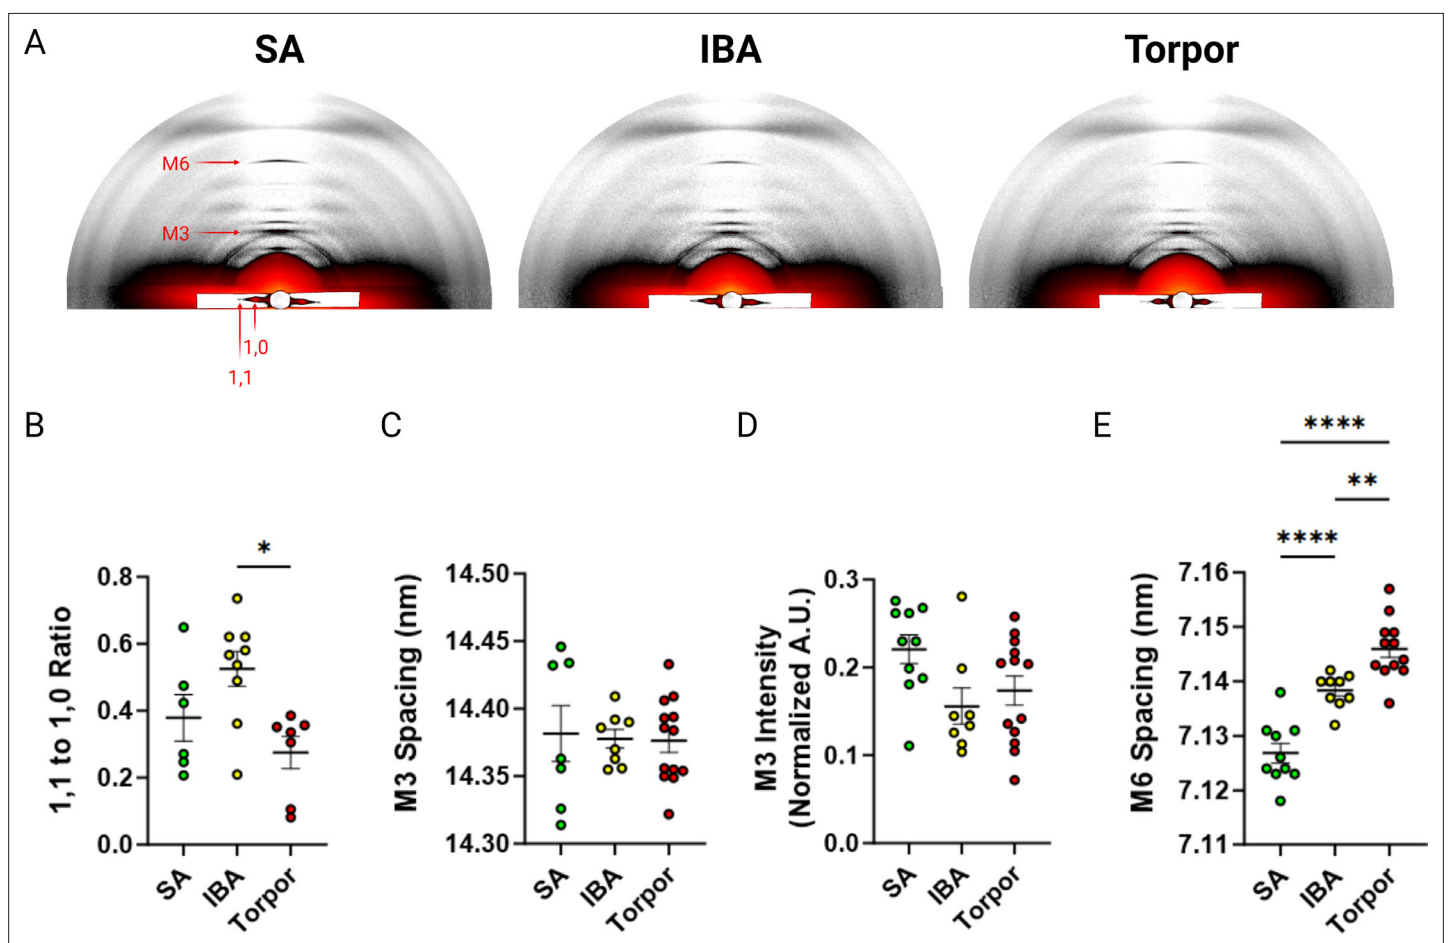 A
SA
IBA
Torpor
M6
M3
1,0
1,1
B
C
D
E
****
**
****
*
1,1 to 1,0 Ratio
0.8
0.6
0.4
0.2
0.0
SA
IBA
Torpor
M3 Spacing (nm)
14.50
14.45
14.40
14.35
14.30
SA
IBA
Torpor
M3 Intensity
(Normalized A.U.)
0.3
0.2
0.1
0.0
SA
IBA
Torpor
M6 Spacing (nm)
7.16
7.15
7.14
7.13
7.12
7.11
SA
IBA
Torpor